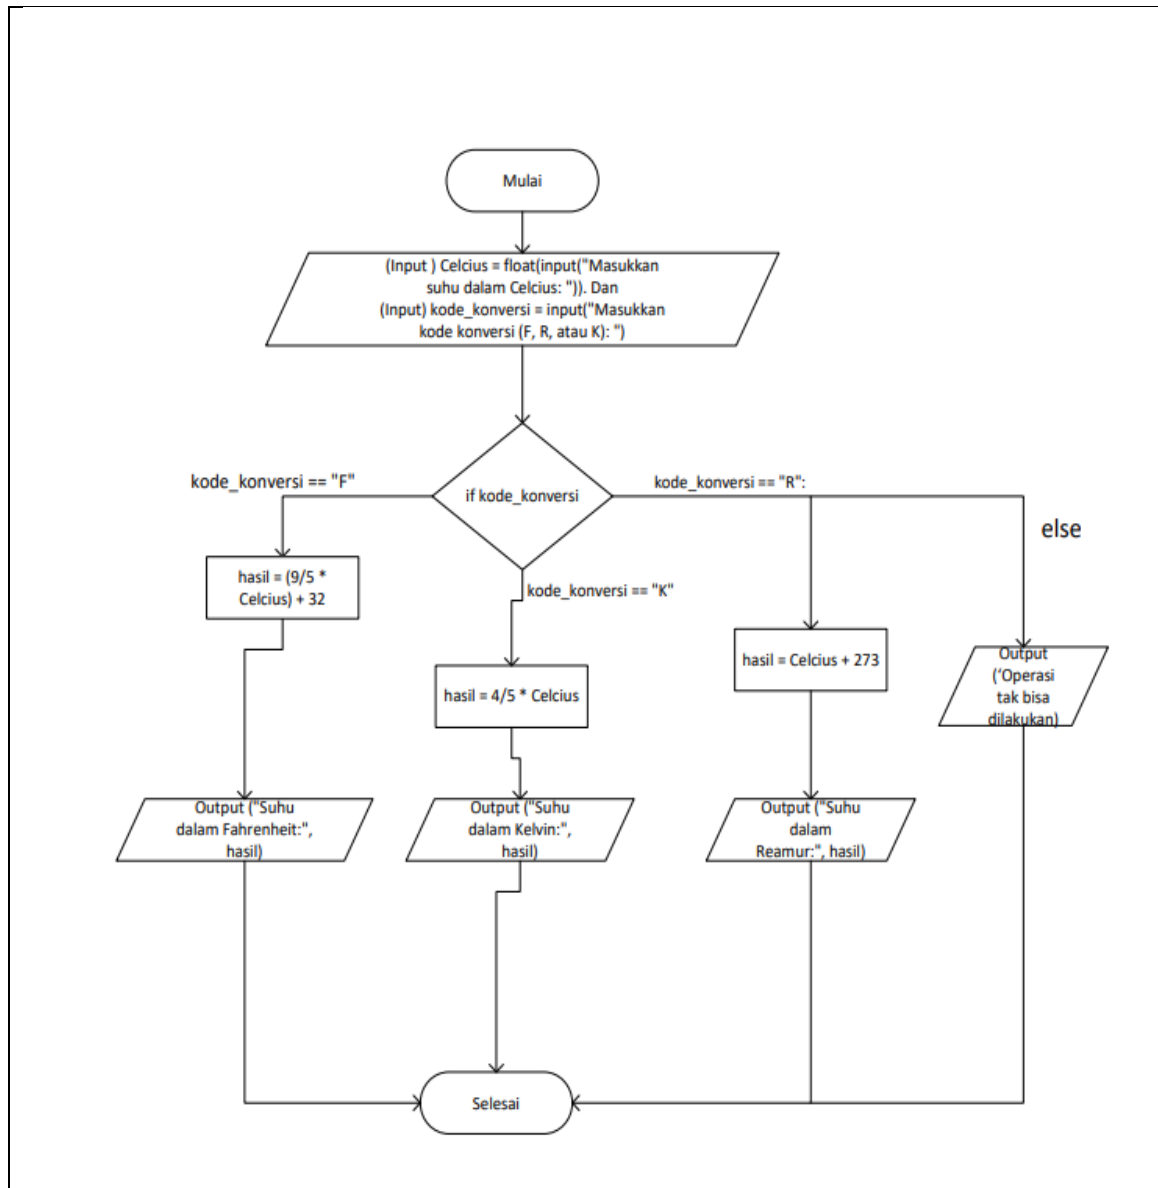 Mulai
(Input ) Celcius = float(input("Masukkan
suhu dalam Celcius: ")). Dan
(Input) kode_konversi = input("Masukkan
kode konversi (F, R, atau K): ")
kode_konversi == "F"
if kode_konversi
kode_konversi == "R":
else
hasil = (9/5 *
Celcius) + 32
kode_konversi == "K"
hasil = 4/5 * Celcius
hasil = Celcius + 273
Output
('Operasi
tak bisa
dilakukan)
Output ("Suhu
dalam Fahrenheit:",
hasil)
Output ("Suhu
dalam Kelvin:",
hasil)
Output ("Suhu
dalam
Reamur:", hasil)
Selesai